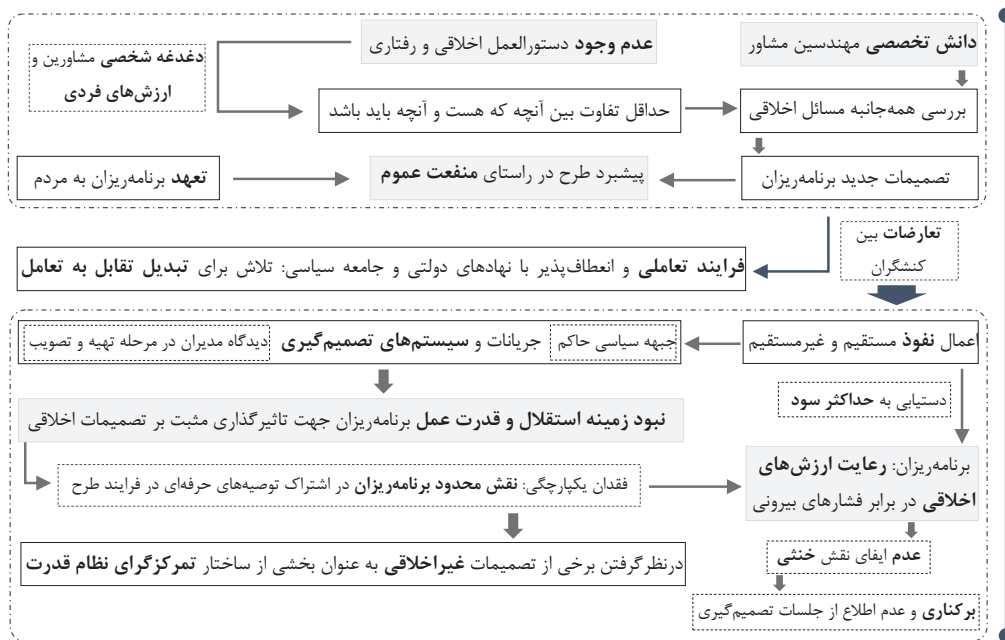 دانش تخصصی مهندسین مشاور
عدم وجود دستورالعمل اخلاقی و رفتاری
دغدغه شخصی مشاورین و
ارزش‌های فردی
بررسی همه‌جانبه مسائل اخلاقی
حداقل تفاوت بین آنچه که هست و آنچه باید باشد
تصمیمات جدید برنامه‌ریزان
پیشبرد طرح در راستای منفعت عموم
تعهد برنامه‌ریزان به مردم
تعارضات بین
کنشگران
فرایند تعاملی و انعطاف‌پذیر با نهادهای دولتی و جامعه سیاسی: تلاش برای تبدیل تقابل به تعامل
اعمال نفوذ مستقیم و غیرمستقیم
جبهه سیاسی حاکم جریانات و سیستم‌های تصمیم‌گیری دیدگاه مدیران در مرحله تهیه و تصویب
دستیابی به حداکثر سود
نبود زمینه استقلال و قدرت عمل برنامه‌ریزان جهت تاثیرگذاری مثبت بر تصمیمات اخلاقی
برنامه‌ریزان: رعایت ارزش‌های
اخلاقی در برابر فشارهای بیرونی
فقدان یکپارچگی: نقش محدود برنامه‌ریزان در اشتراک توصیه‌های حرفه‌ای در فرایند طرح
عدم ایفای نقش خنثی
درنظرگرفتن برخی از تصمیمات غیراخلاقی به عنوان بخشی از ساختار تمرکزگرای نظام قدرت
برکناری و عدم اطلاع از جلسات تصمیم‌گیری